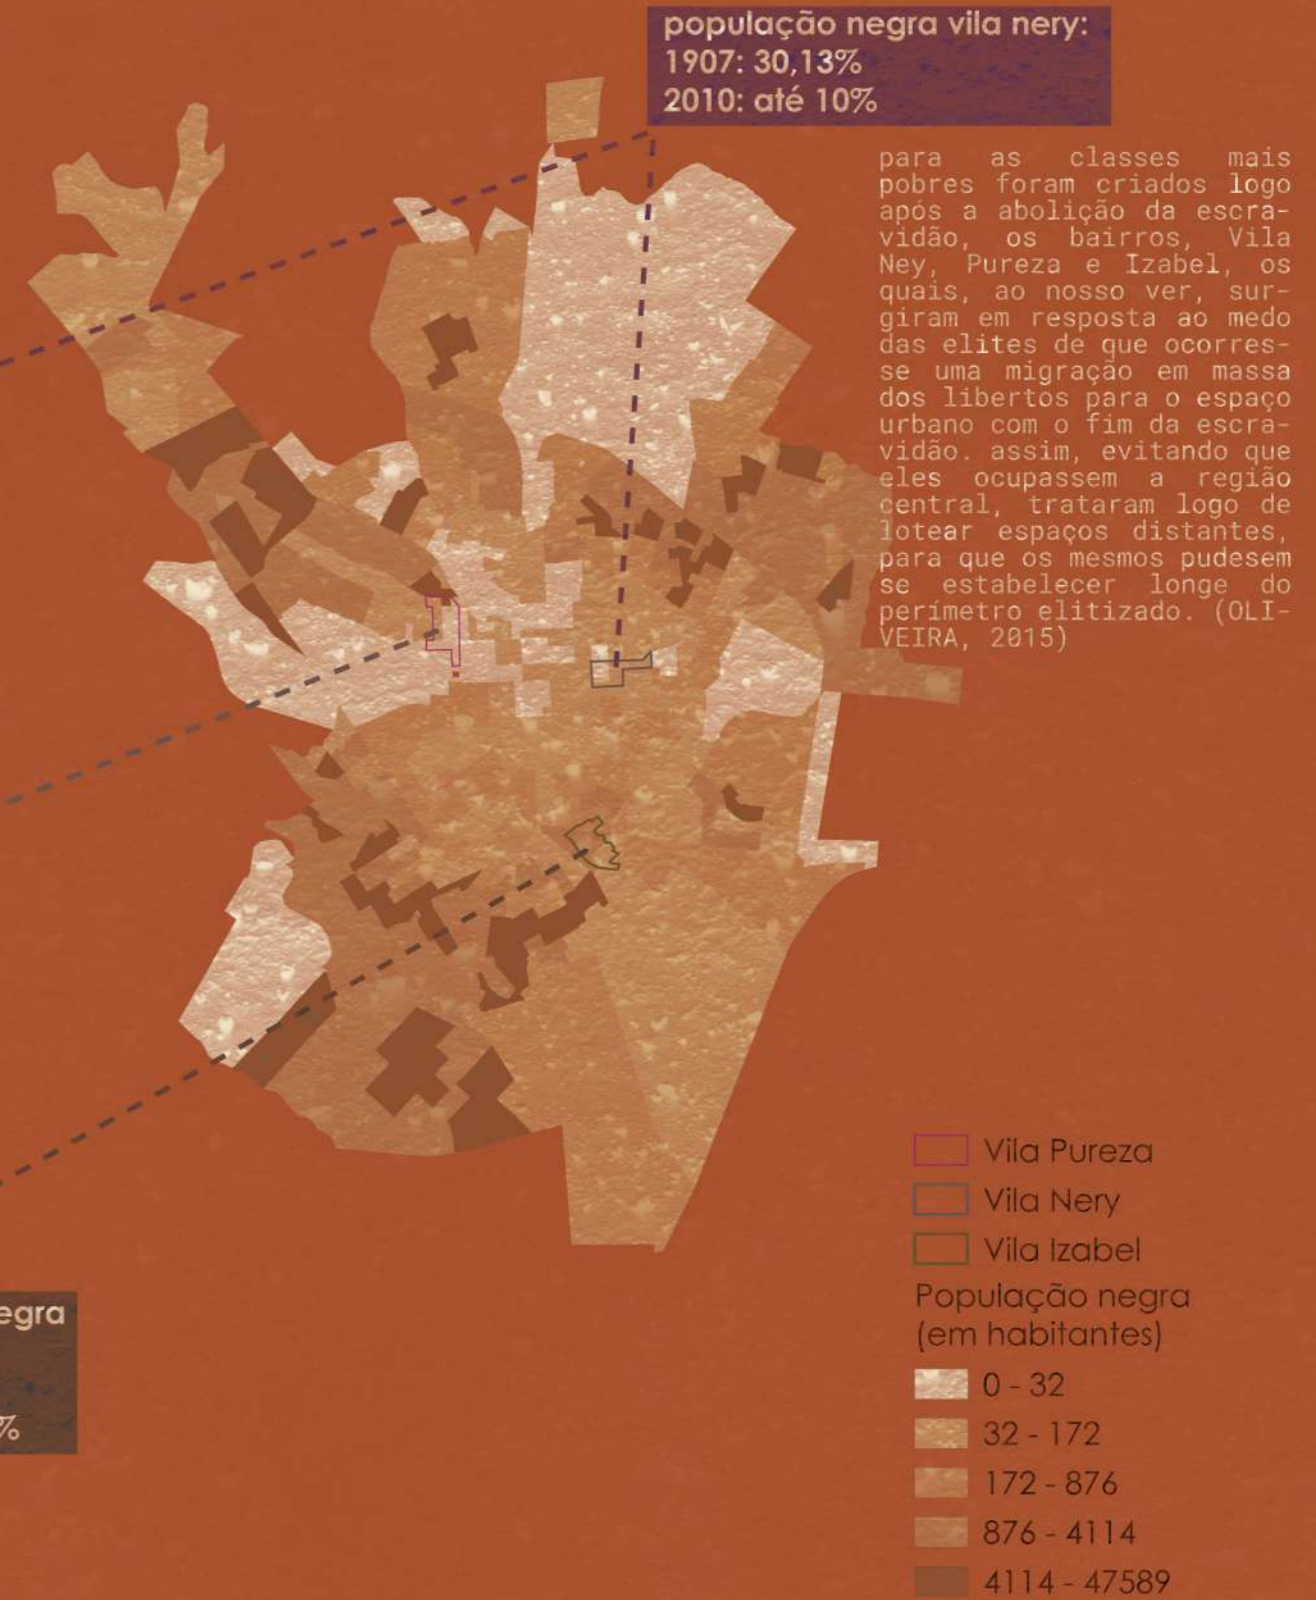 população negra vila nery:
1907: 30,13%
2010: até 10%
para as classes mais
pobres foram criados logo
após a abolição da escra-
vidão, os bairros, Vila
Ney, Pureza e Izabel, os
quais, ao nosso ver, sur-
giram em resposta ao medo
das elites de que ocorres-
se uma migração em massa
dos libertos para o espaço
urbano com o fim da escra-
vidão. assim, evitando que
eles ocupassem a região
central, trataram logo de
lotear espaços distantes,
para que os mesmos pudesem
se estabelecer longe do
perímetro elitizado. (OLI-
VEIRA, 2015)
egra
%
Vila Pureza
Vila Nery
Vila Izabel
População negra
(em habitantes)
0 - 32
32 - 172
172 - 876
876 - 4114
4114 - 47589